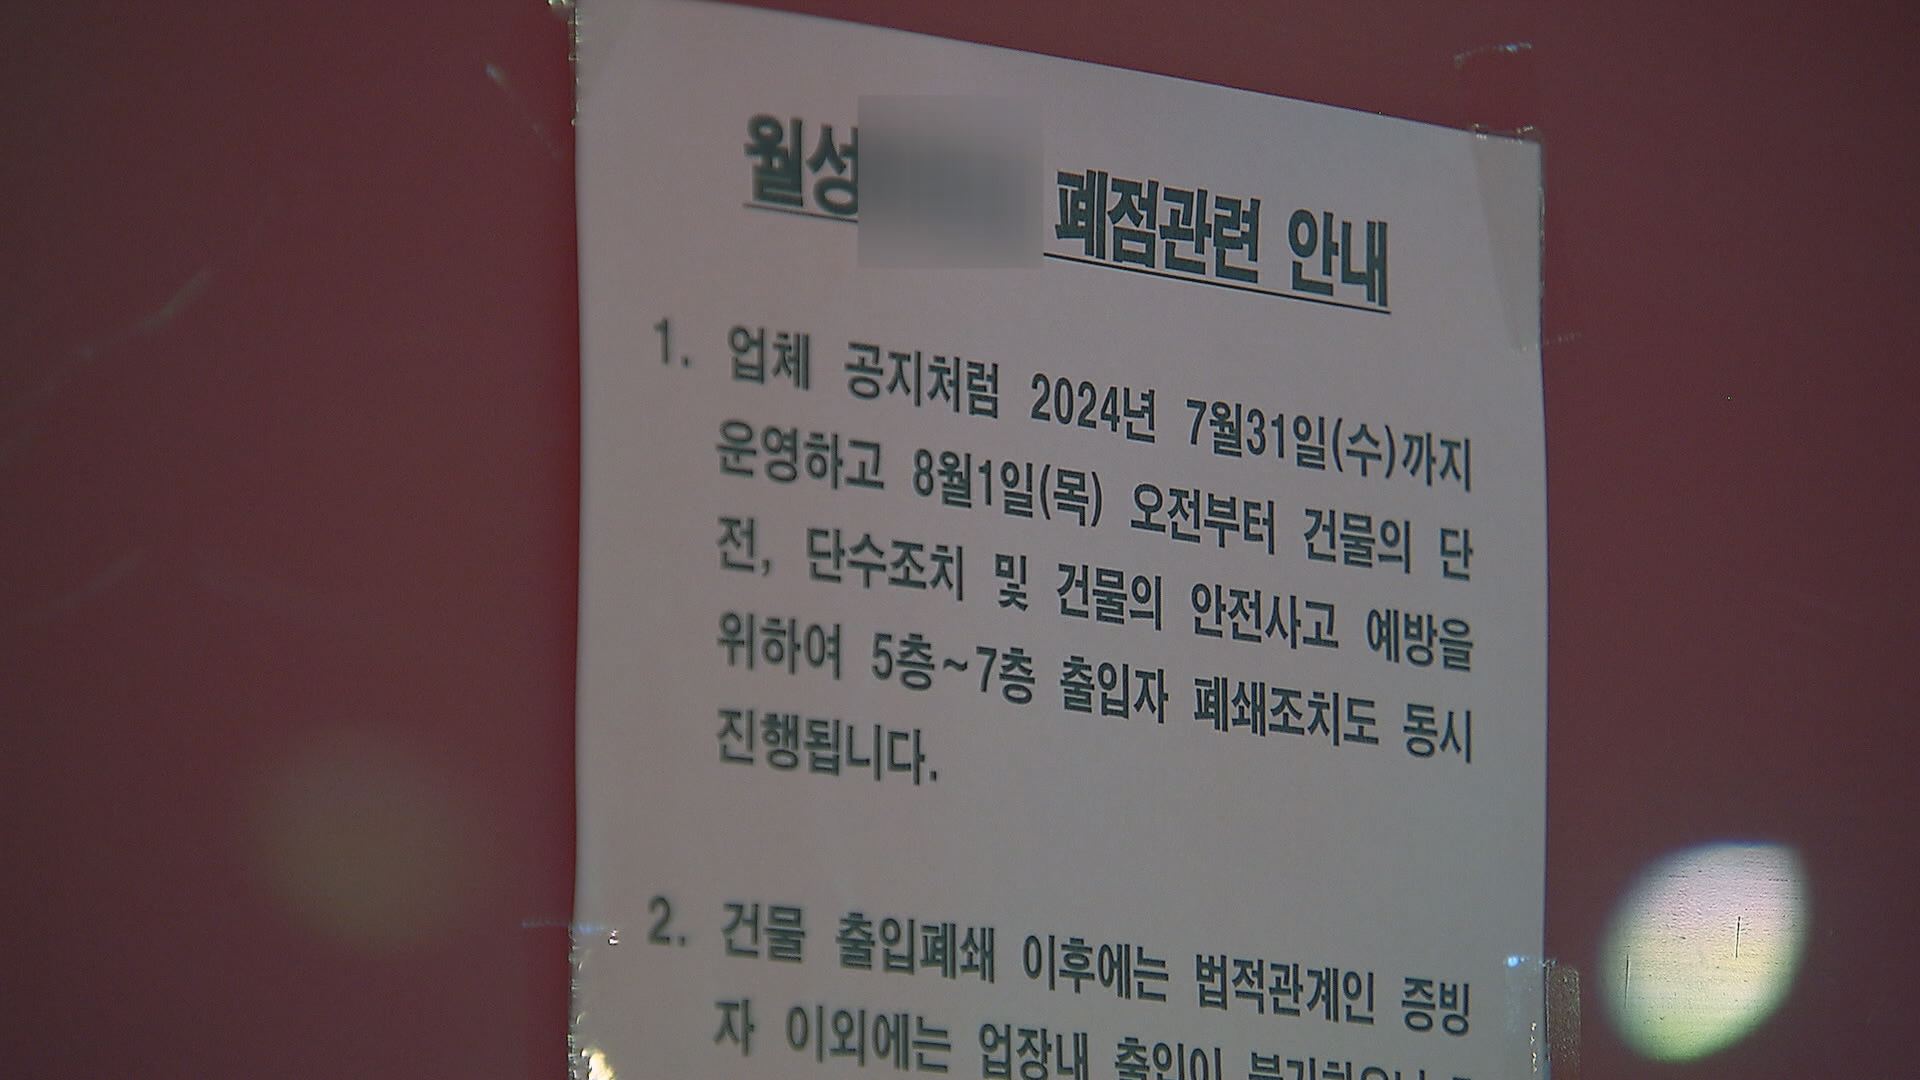 월성 폐점관련 안내
1. 업체 공지처럼 2024년 7월31일(수)까지
운영하고 8월1일(목) 오전부터 건물의 단
전, 단수조치 및 건물의 안전사고 예방을
위하여 5층~7층 출입자 폐쇄조치도 동시
진행됩니다.
2. 건물 출입폐쇄 이후에는 법적관계인 증빙
자 이외에는 업장내 출입이